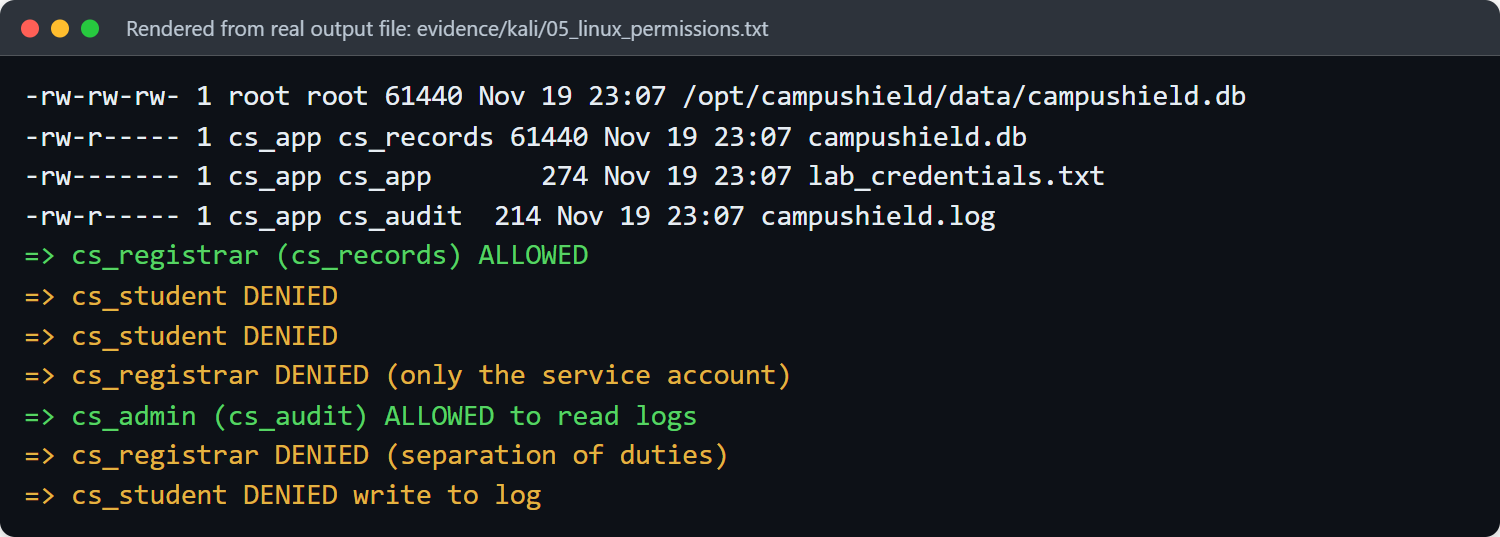 Rendered from real output file: evidence/kali/05_linux_permissions.txt
-rw-rw-rw- 1 root root 61440 Nov 19 23:07 /opt/campushield/data/campushield.db
-rw-r----- 1 cs_app cs_records 61440 Nov 19 23:07 campushield.db
-rw------- 1 cs_app cs_app       274 Nov 19 23:07 lab_credentials.txt
-rw-r----- 1 cs_app cs_audit  214 Nov 19 23:07 campushield.log
=> cs_registrar (cs_records) ALLOWED
=> cs_student DENIED
=> cs_student DENIED
=> cs_registrar DENIED (only the service account)
=> cs_admin (cs_audit) ALLOWED to read logs
=> cs_registrar DENIED (separation of duties)
=> cs_student DENIED write to log